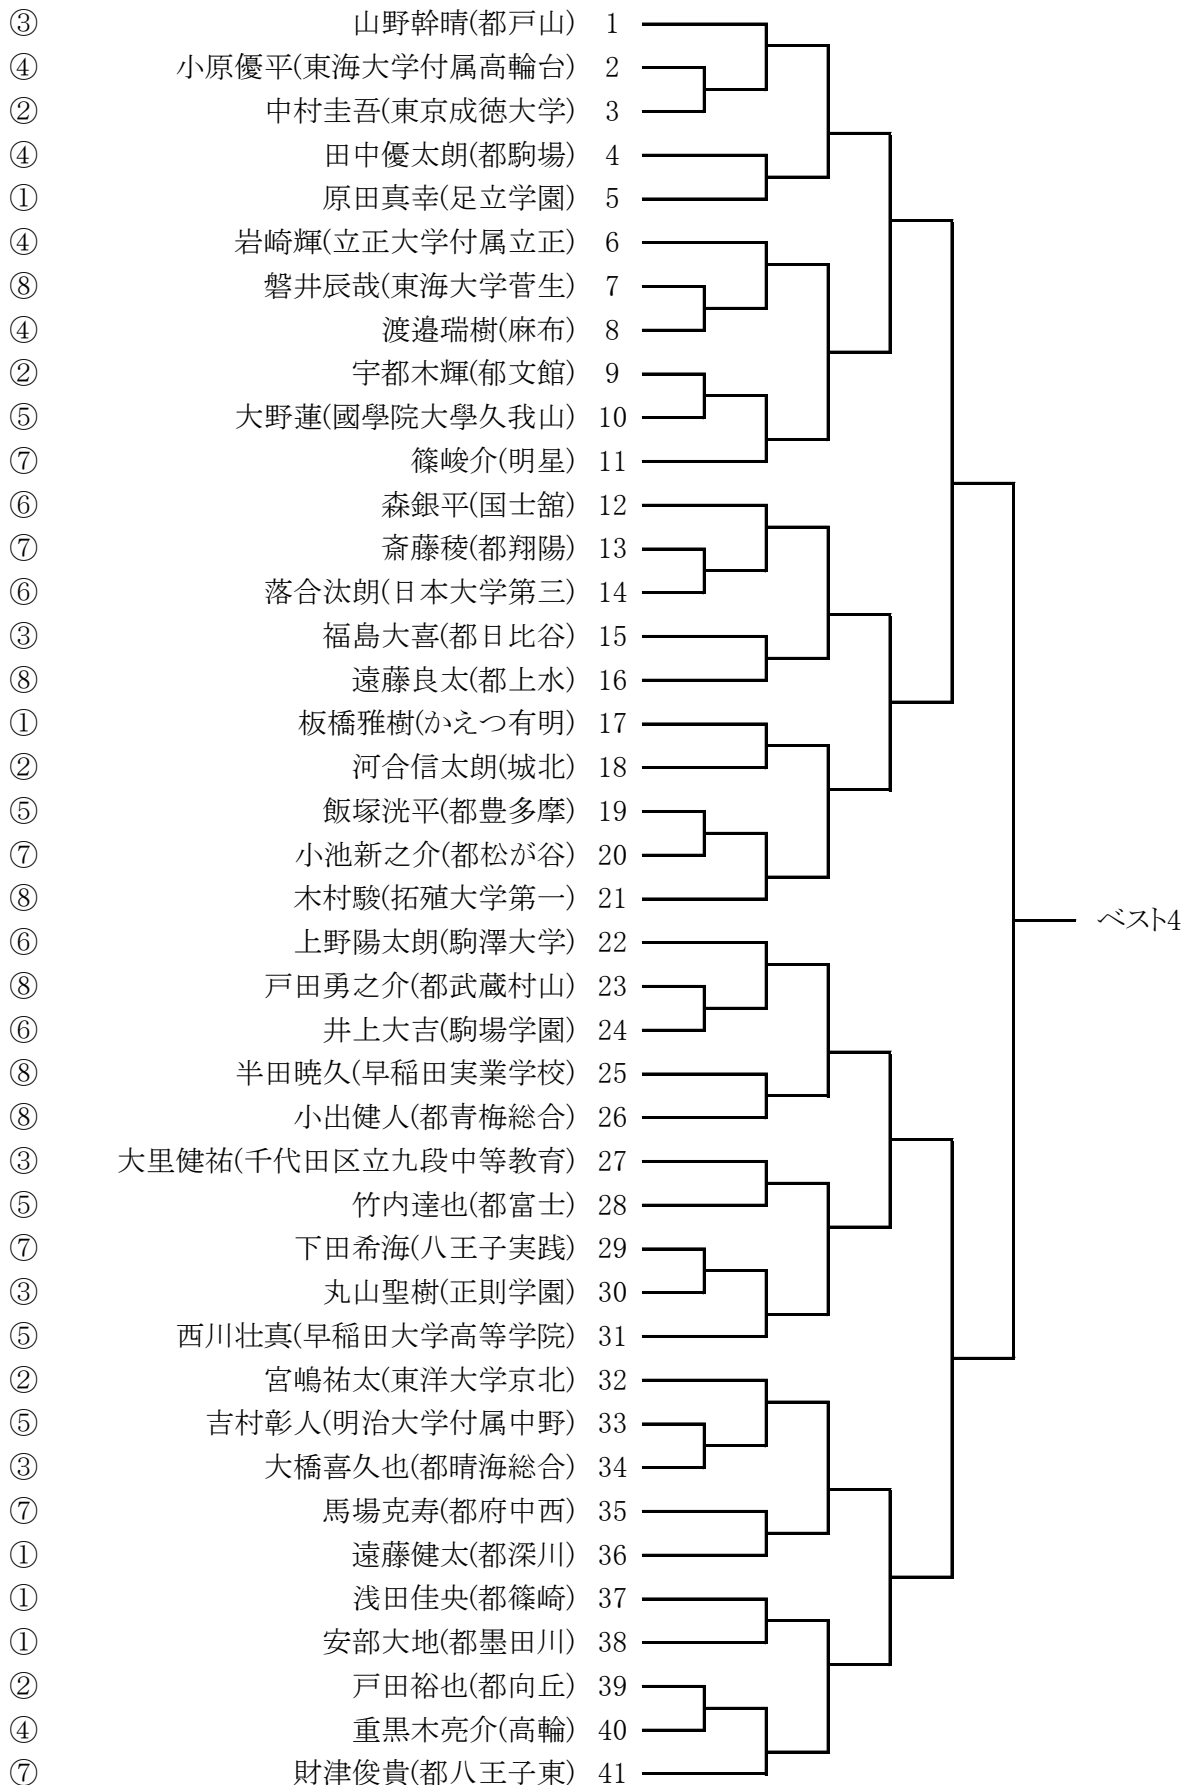 ③ 山野幹晴(都戸山) 1
④ 小原優平(東海大学付属高輪台) 2
② 中村圭吾(東京成徳大学) 3
④ 田中優太朗(都駒場) 4
① 原田真幸(足立学園) 5
④ 岩崎輝(立正大学付属立正) 6
⑧ 磐井辰哉(東海大学菅生) 7
④ 渡邉瑞樹(麻布) 8
② 宇都木輝(郁文館) 9
⑤ 大野蓮(國學院大學久我山) 10
⑦ 篠峻介(明星) 11
⑥ 森銀平(国士舘) 12
⑦ 斎藤稜(都翔陽) 13
⑥ 落合汰朗(日本大学第三) 14
③ 福島大喜(都日比谷) 15
⑧ 遠藤良太(都上水) 16
① 板橋雅樹(かえつ有明) 17
② 河合信太朗(城北) 18
⑤ 飯塚洸平(都豊多摩) 19
⑦ 小池新之介(都松が谷) 20
⑧ 木村駿(拓殖大学第一) 21
ベスト4
⑥ 上野陽太朗(駒澤大学) 22
⑧ 戸田勇之介(都武蔵村山) 23
⑥ 井上大吉(駒場学園) 24
⑧ 半田暁久(早稲田実業学校) 25
⑧ 小出健人(都青梅総合) 26
③ 大里健祐(千代田区立九段中等教育) 27
⑤ 竹内達也(都富士) 28
⑦ 下田希海(八王子実践) 29
③ 丸山聖樹(正則学園) 30
⑤ 西川壮真(早稲田大学高等学院) 31
② 宮嶋祐太(東洋大学京北) 32
⑤ 吉村彰人(明治大学付属中野) 33
③ 大橋喜久也(都晴海総合) 34
⑦ 馬場克寿(都府中西) 35
① 遠藤健太(都深川) 36
① 浅田佳央(都篠崎) 37
① 安部大地(都墨田川) 38
② 戸田裕也(都向丘) 39
④ 重黒木亮介(高輪) 40
⑦ 財津俊貴(都八王子東) 41